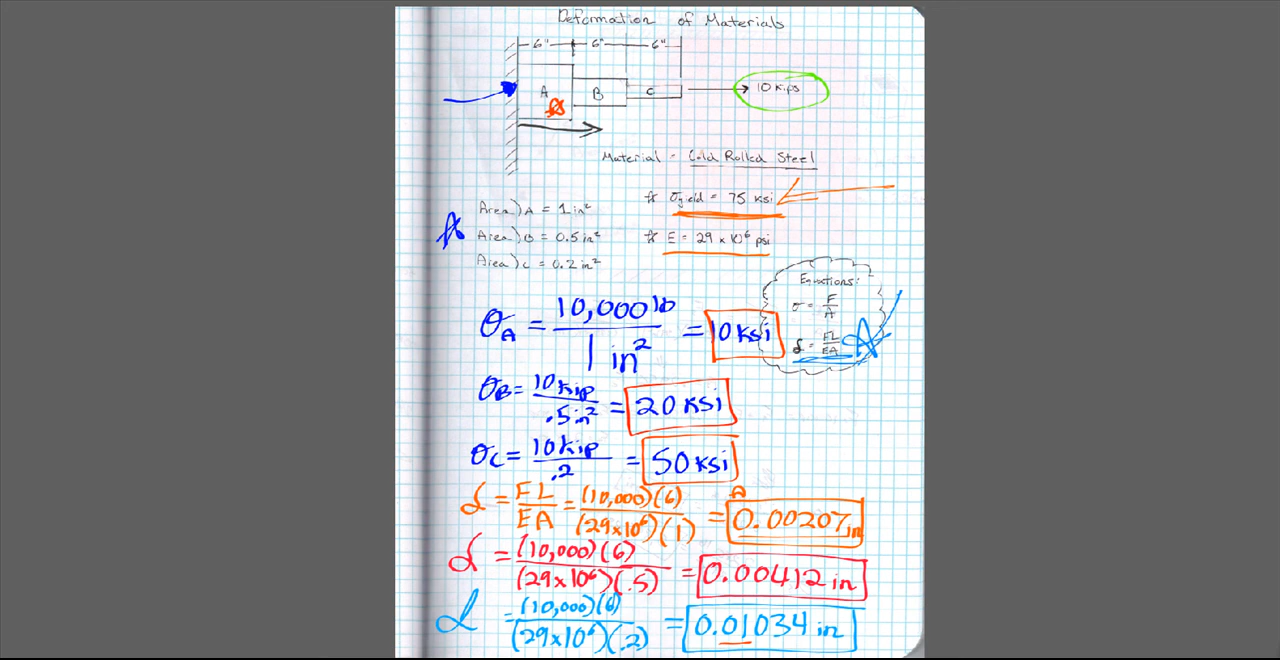 Deformation of Materials
6" 6" 6"
A B C 10 kips
Material - Cold Rolled Steel
Area)A = 1 in²
Area)B = 0.5 in²
Area)C = 0.2 in²
* σyield = 75 ksi
* E = 29 x 10⁶ psi
Equations:
σ = F/A
δ = FL/EA
σA = 10,000 lb / 1 in² = 10 ksi
σB = 10 kip / .5 in² = 20 ksi
σC = 10 kip / .2 = 50 ksi
δ = FL/EA = (10,000)(6) / (29x10⁶)(1) = 0.00207 in
δ = (10,000)(6) / (29x10⁶)(.5) = 0.00412 in
δ = (10,000)(6) / (29x10⁶)(.2) = 0.01034 in